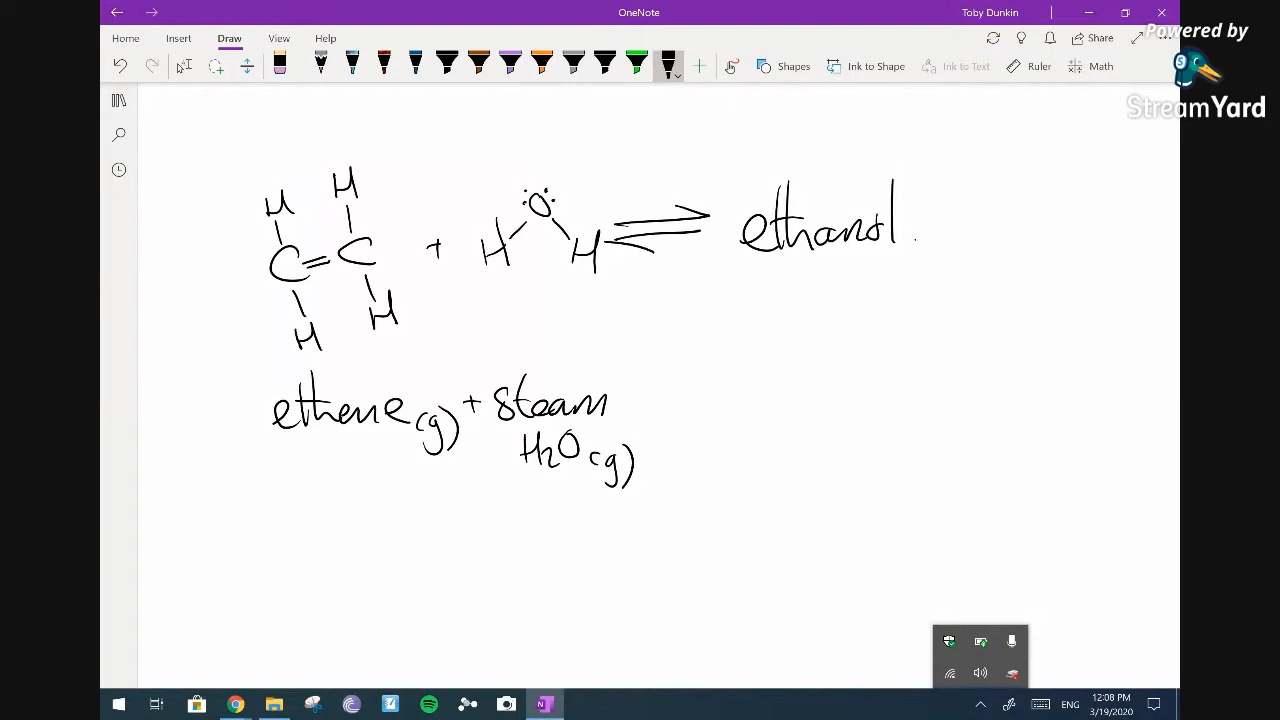 OneNote
Toby Dunkin
Powered by
StreamYard
Home Insert Draw View Help
Share
Shapes Ink to Shape Ink to Text Ruler Math
H H
C=C + H O H ⇌ ethanol.
H H
ethene(g) + steam
H₂O(g)
ENG
12:08 PM
3/19/2020